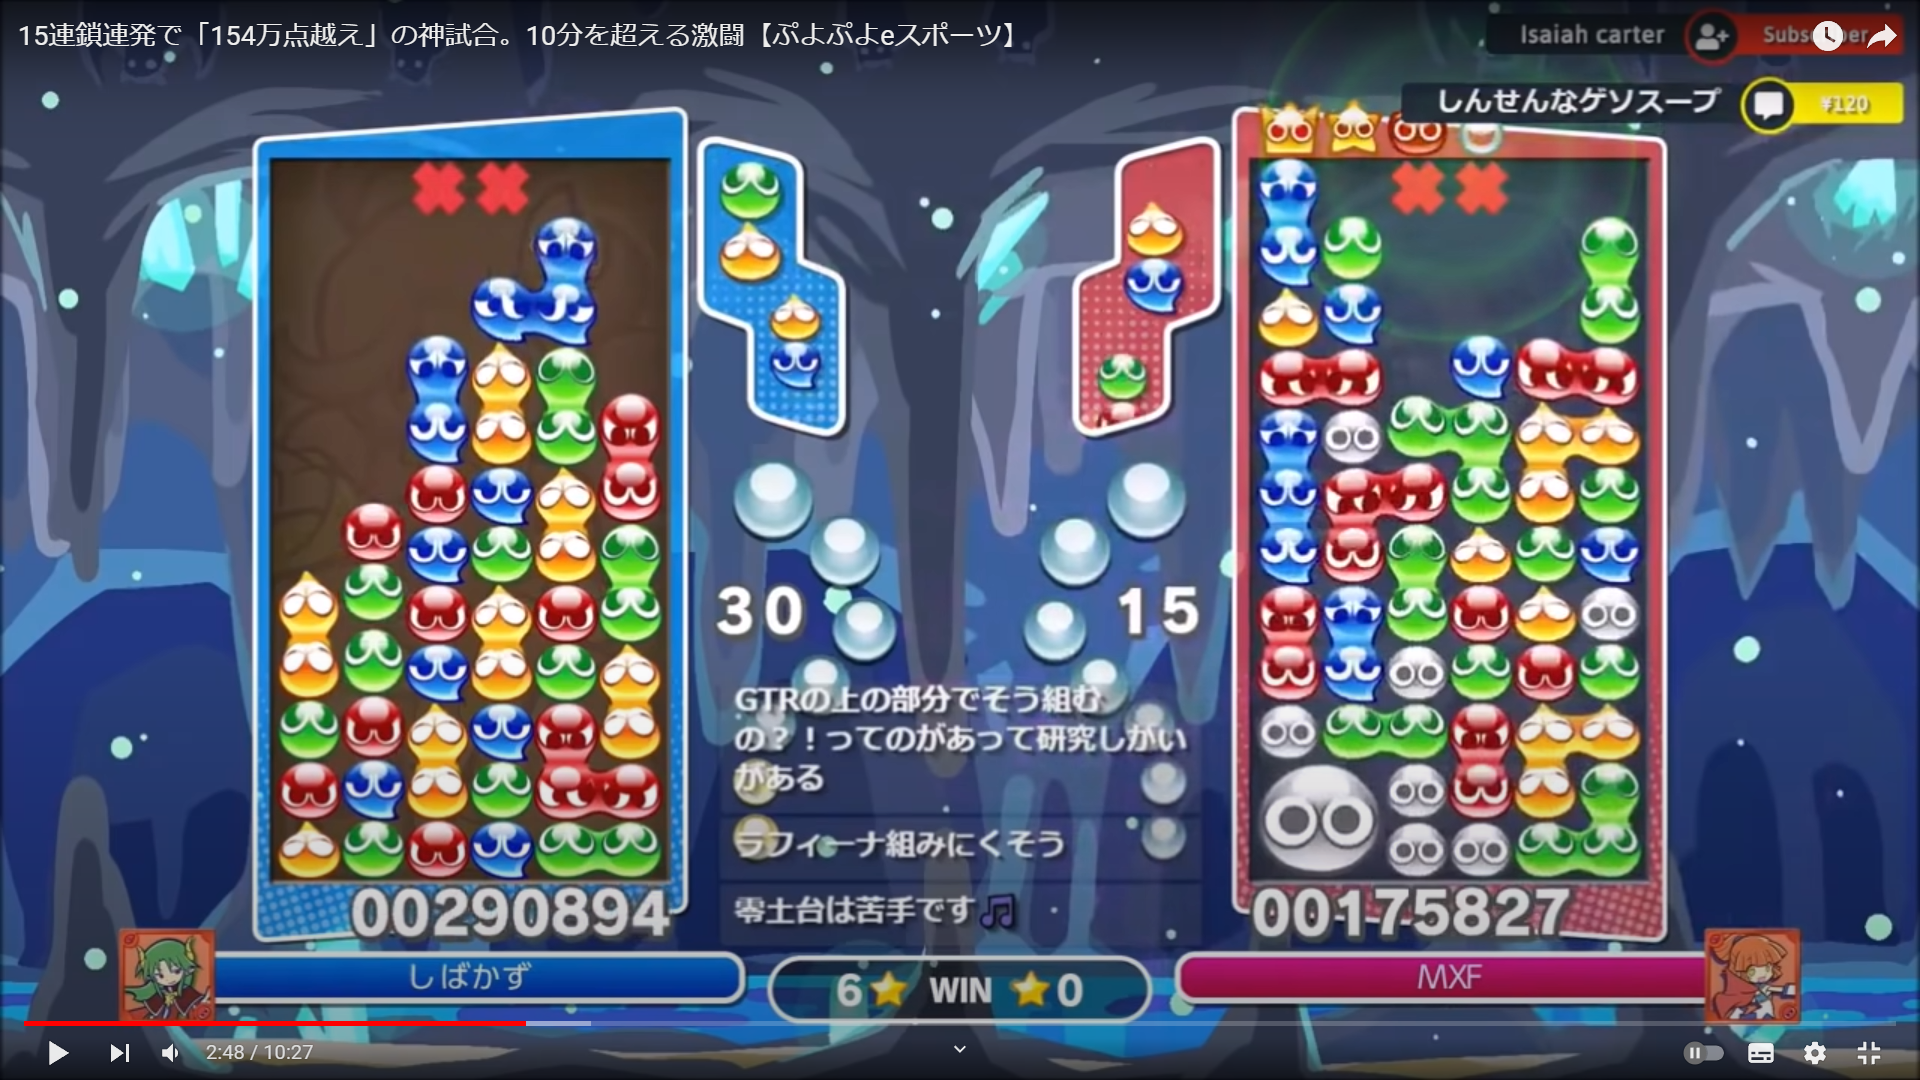 15連鎖連発で「154万点越え」の神試合。10分を超える激闘【ぷよぷよeスポーツ】
Isaiah carter
しんせんなゲソスープ
¥120
30
15
GTRの上の部分でそう組む
の?!ってのがあって研究しがい
がある
ラフィーナ組みにくそう
零土台は苦手です🎵
00290894
00175827
しばかず
MXF
6 WIN 0
2:48 / 10:27